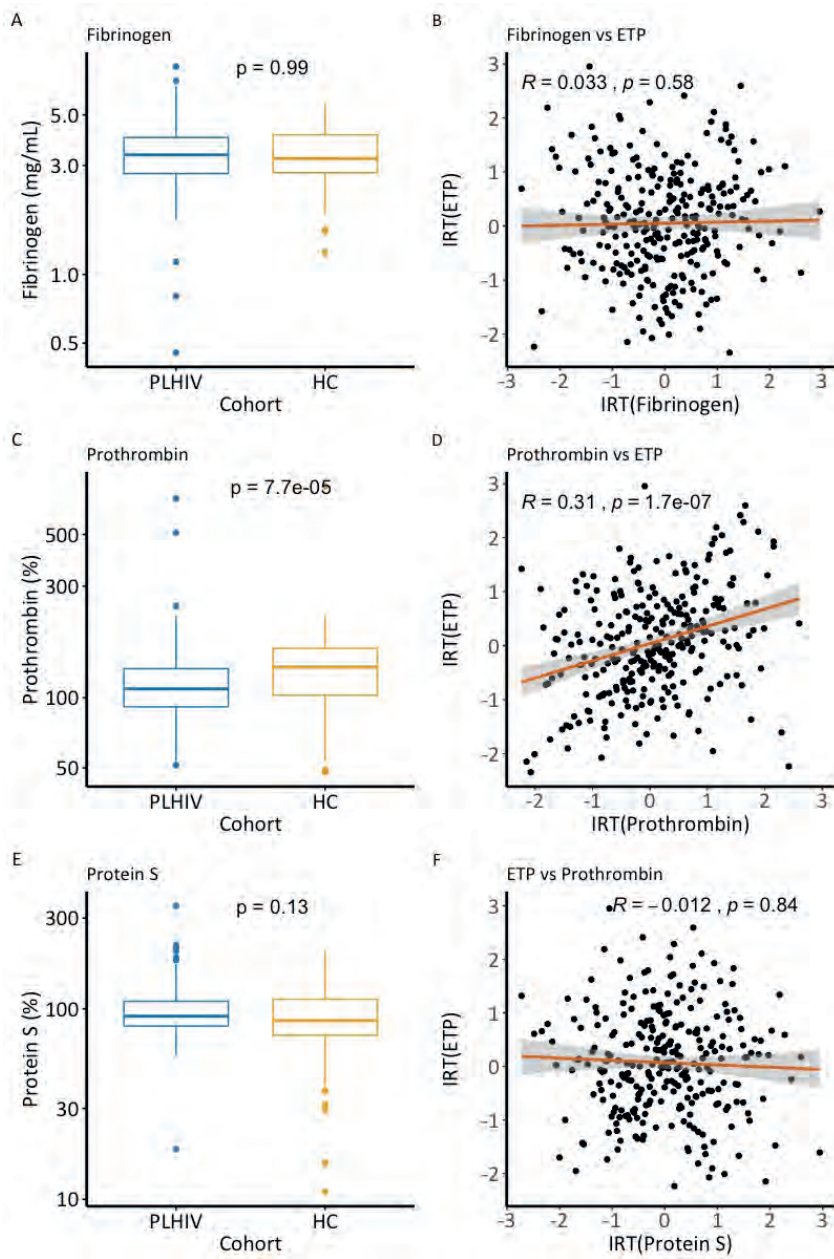 A
Fibrinogen
p = 0.99
5.0
3.0
1.0
0.5
Fibrinogen (mg/mL)
PLHIV
HC
Cohort
B
Fibrinogen vs ETP
R = 0.033 , p = 0.58
3
2
1
0
-1
-2
IRT(ETP)
-3
-2
-1
0
1
2
3
IRT(Fibrinogen)
C
Prothrombin
p = 7.7e-05
500
300
100
50
Prothrombin (%)
PLHIV
HC
Cohort
D
Prothrombin vs ETP
R = 0.31 , p = 1.7e-07
3
2
1
0
-1
-2
IRT(ETP)
-2
-1
0
1
2
3
IRT(Prothrombin)
E
Protein S
p = 0.13
300
100
30
10
Protein S (%)
PLHIV
HC
Cohort
F
ETP vs Prothrombin
R = −0.012 , p = 0.84
3
2
1
0
-1
-2
IRT(ETP)
-3
-2
-1
0
1
2
3
IRT(Protein S)